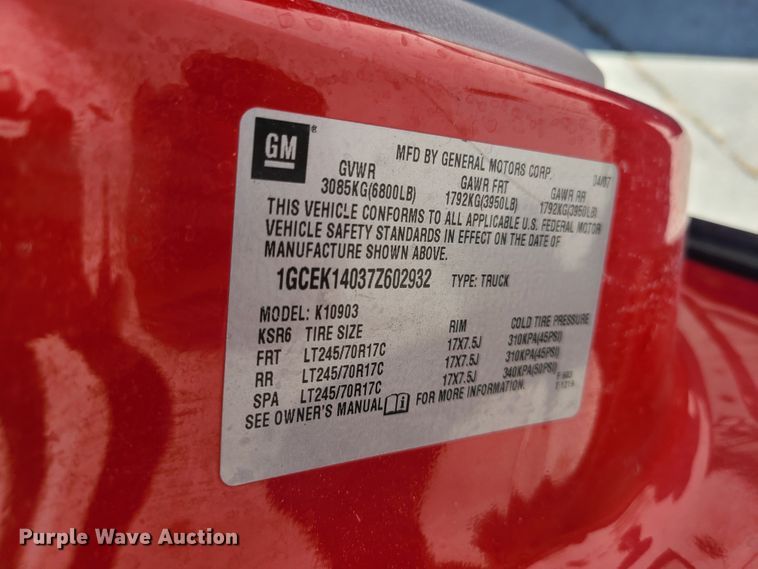 GM ®
MFD BY GENERAL MOTORS CORP. 04/07
GVWR GAWR FRT GAWR RR
3085KG(6800LB) 1792KG(3950LB) 1792KG(3950LB)
THIS VEHICLE CONFORMS TO ALL APPLICABLE U.S. FEDERAL MOTOR
VEHICLE SAFETY STANDARDS IN EFFECT ON THE DATE OF
MANUFACTURE SHOWN ABOVE.
1GCEK14037Z602932 TYPE: TRUCK
MODEL: K10903
KSR6 TIRE SIZE RIM COLD TIRE PRESSURE
FRT LT245/70R17C 17X7.5J 310KPA(45PSI)
RR LT245/70R17C 17X7.5J 310KPA(45PSI)
SPA LT245/70R17C 17X7.5J 340KPA(50PSI)
SEE OWNER'S MANUAL FOR MORE INFORMATION.
Purple Wave Auction
Purple Wave Auction